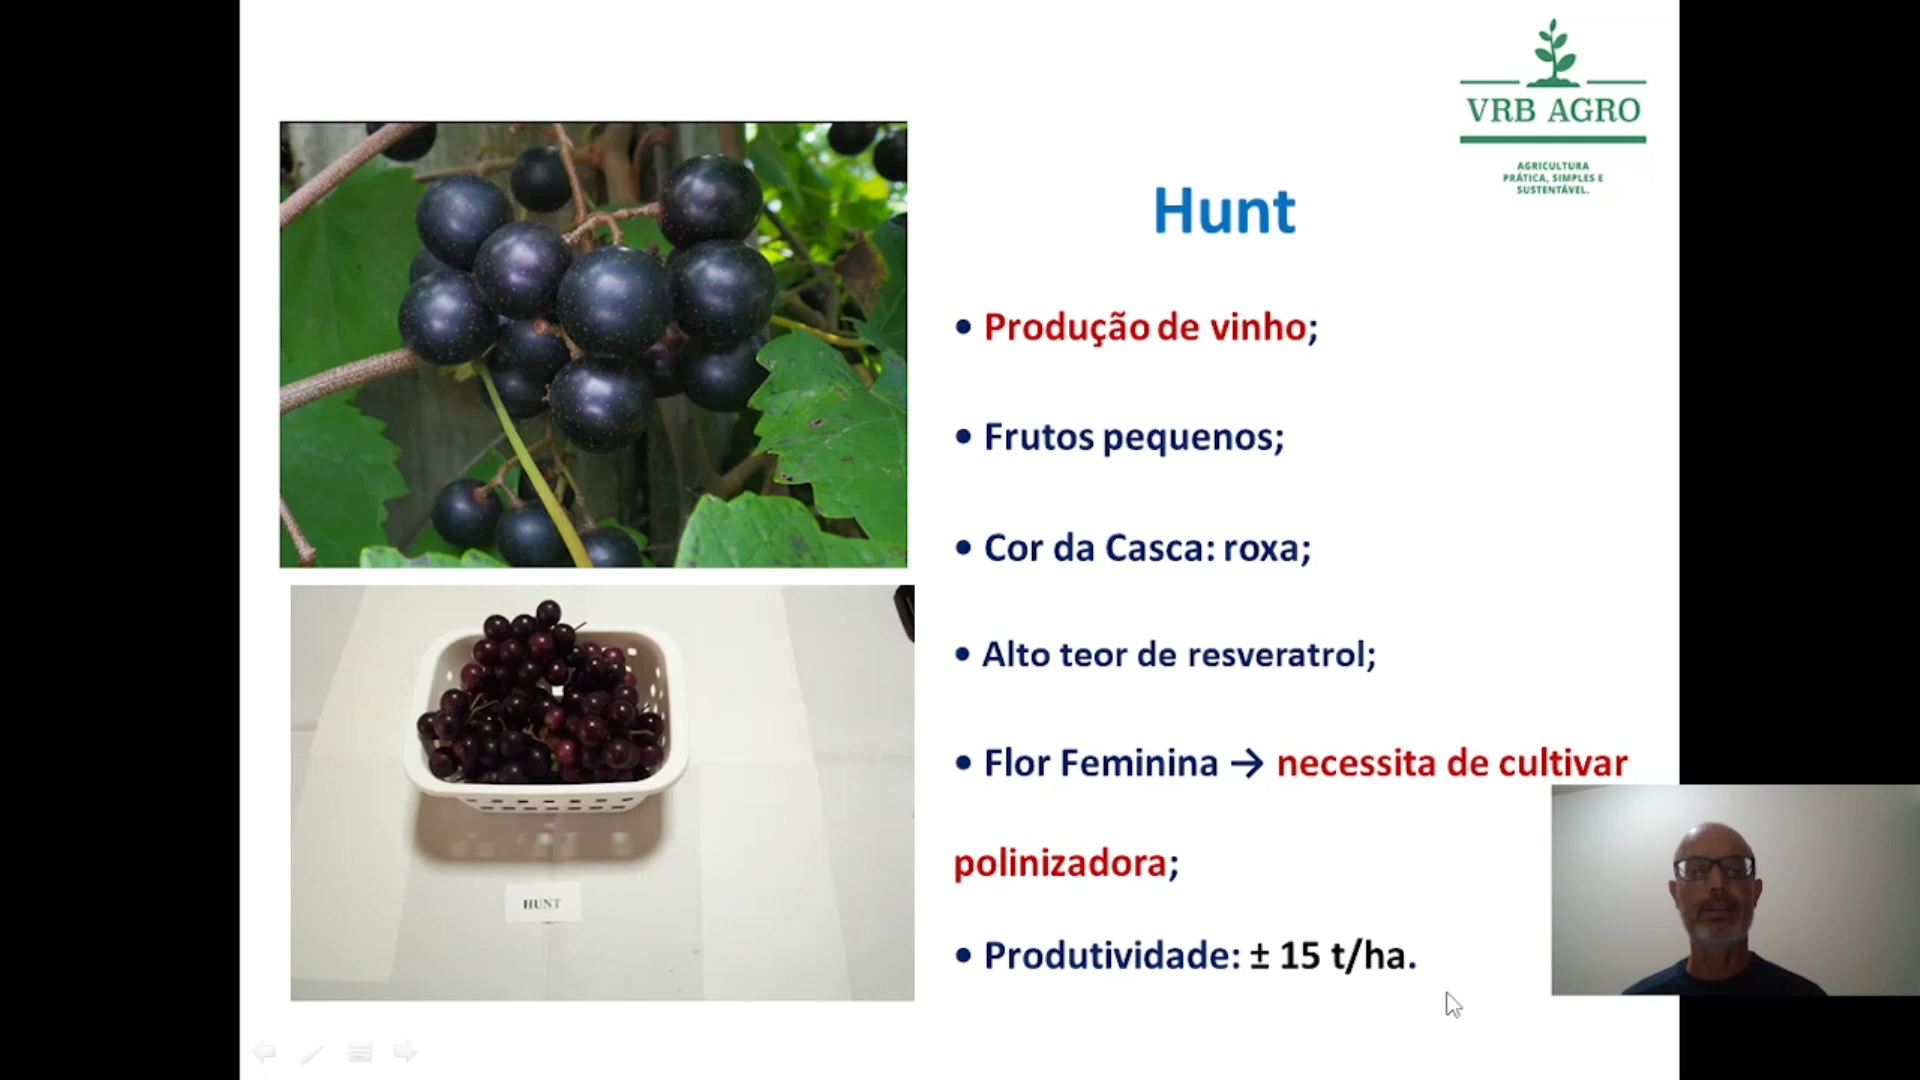 VRB AGRO
AGRICULTURA
PRÁTICA, SIMPLES E
SUSTENTÁVEL.
Hunt
• Produção de vinho;
• Frutos pequenos;
• Cor da Casca: roxa;
• Alto teor de resveratrol;
• Flor Feminina → necessita de cultivar
polinizadora;
• Produtividade: ± 15 t/ha.
HUNT